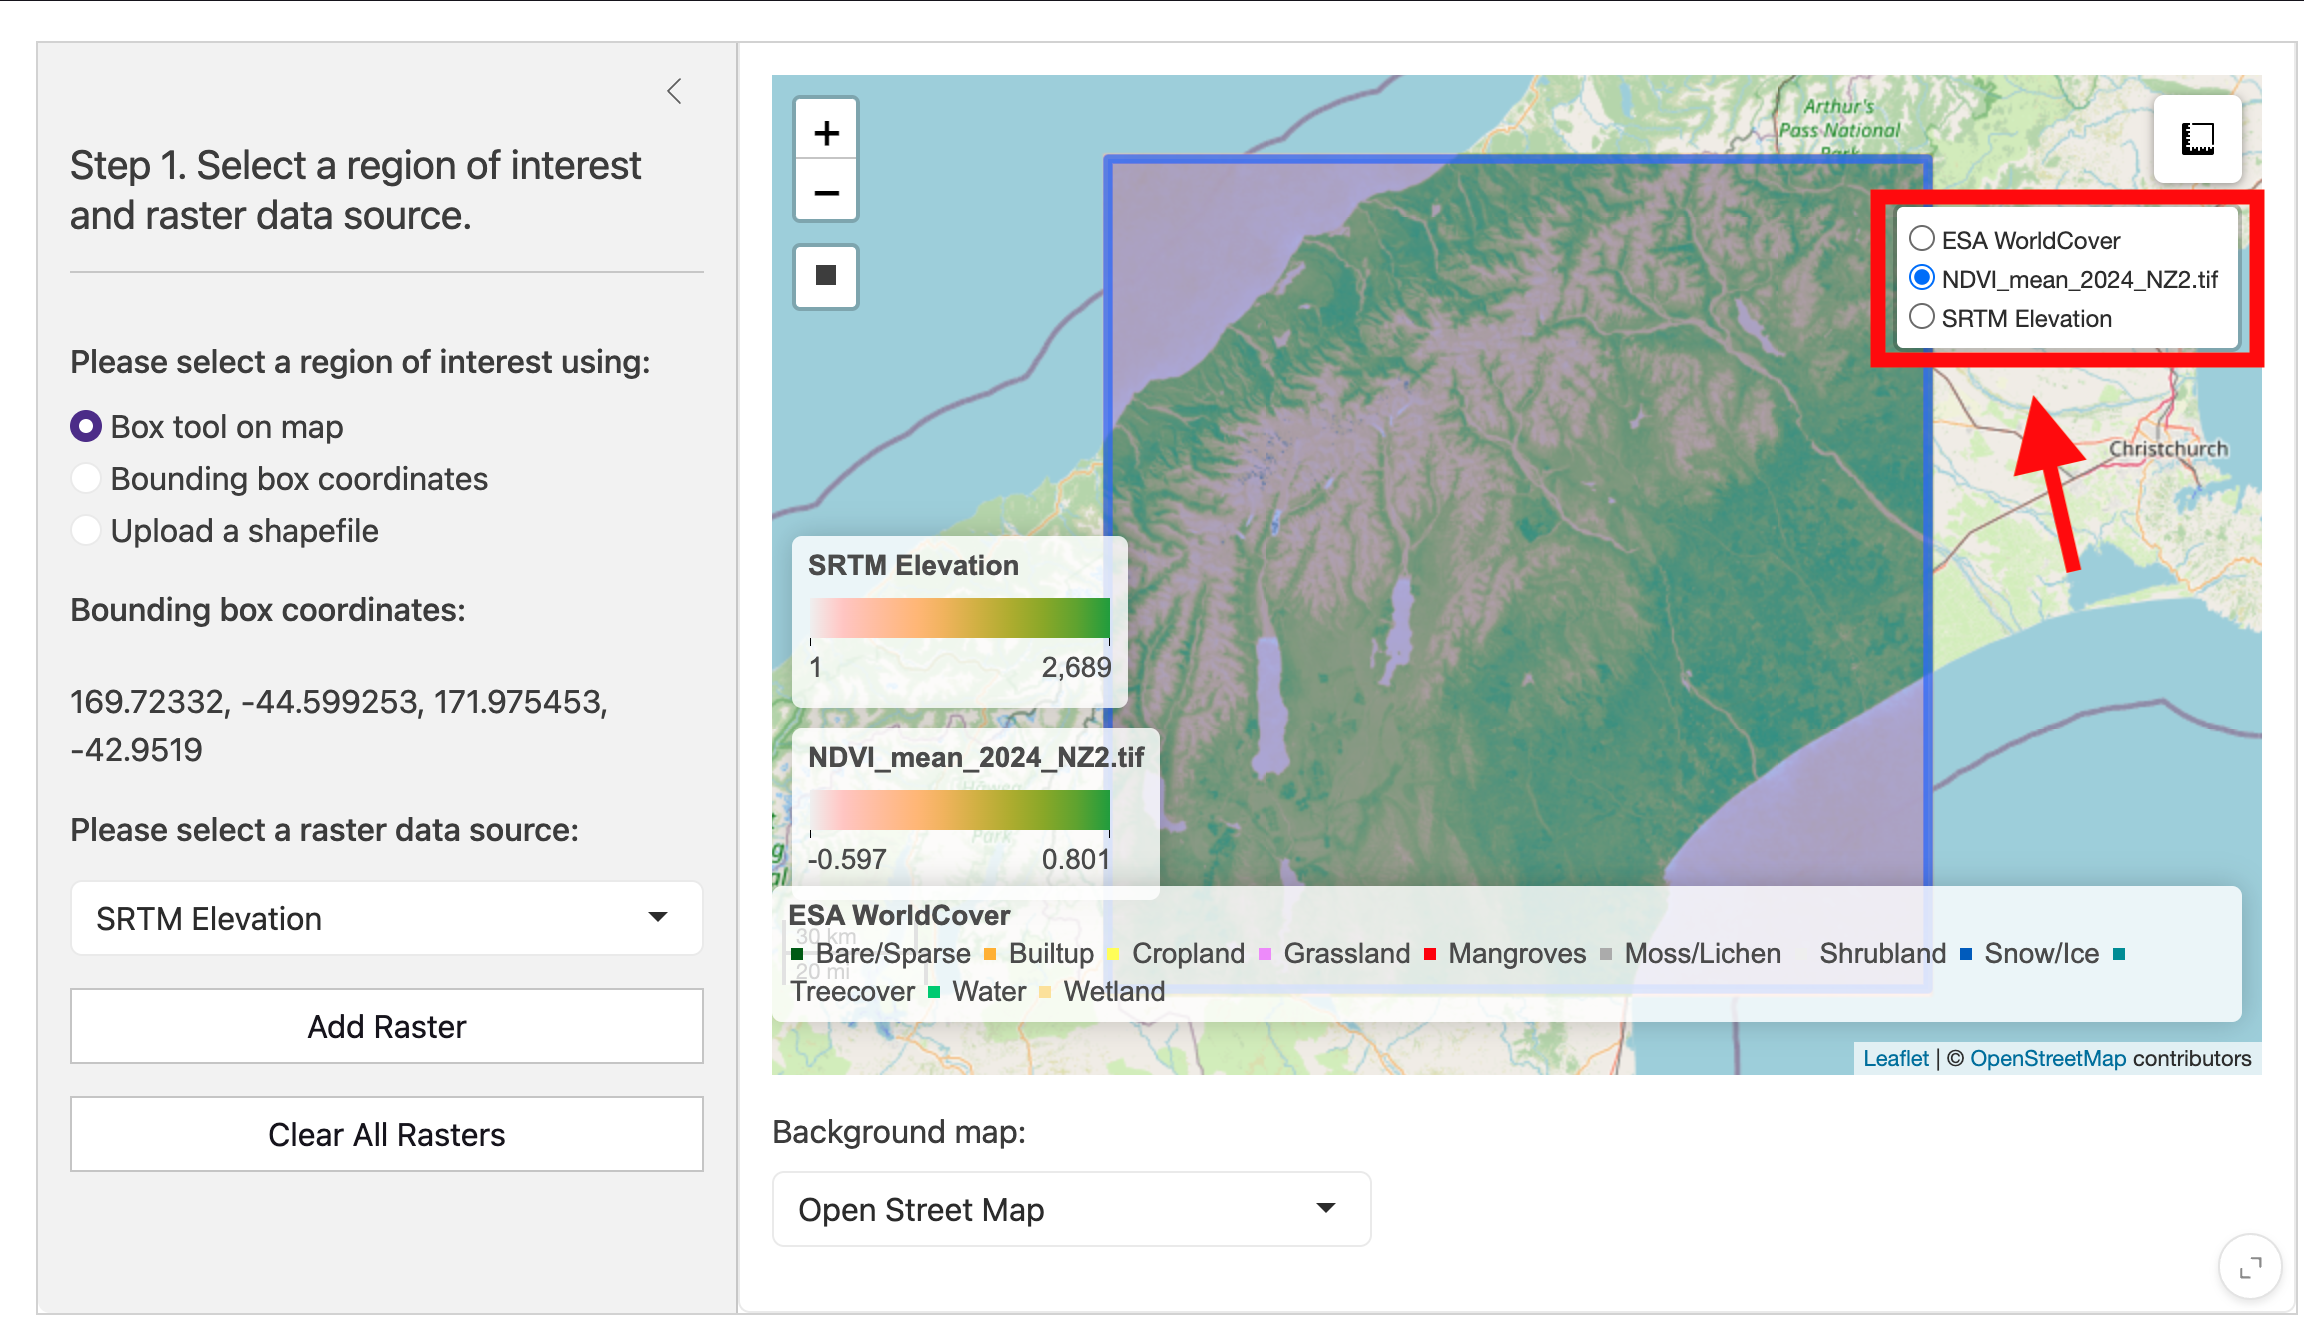 Step 1. Select a region of interest
and raster data source.
Please select a region of interest using:
Box tool on map
Bounding box coordinates
Upload a shapefile
Bounding box coordinates:
169.72332, -44.599253, 171.975453,
-42.9519
Please select a raster data source:
SRTM Elevation
Add Raster
Clear All Rasters
+
−
Arthur's
Pass National
Park
ESA WorldCover
NDVI_mean_2024_NZ2.tif
SRTM Elevation
Christchurch
SRTM Elevation
1 2,689
NDVI_mean_2024_NZ2.tif
Park
-0.597 0.801
ESA WorldCover
30 km
Bare/Sparse Builtup Cropland Grassland Mangroves Moss/Lichen Shrubland Snow/Ice
20 mi
Treecover Water Wetland
Leaflet | © OpenStreetMap contributors
Background map:
Open Street Map